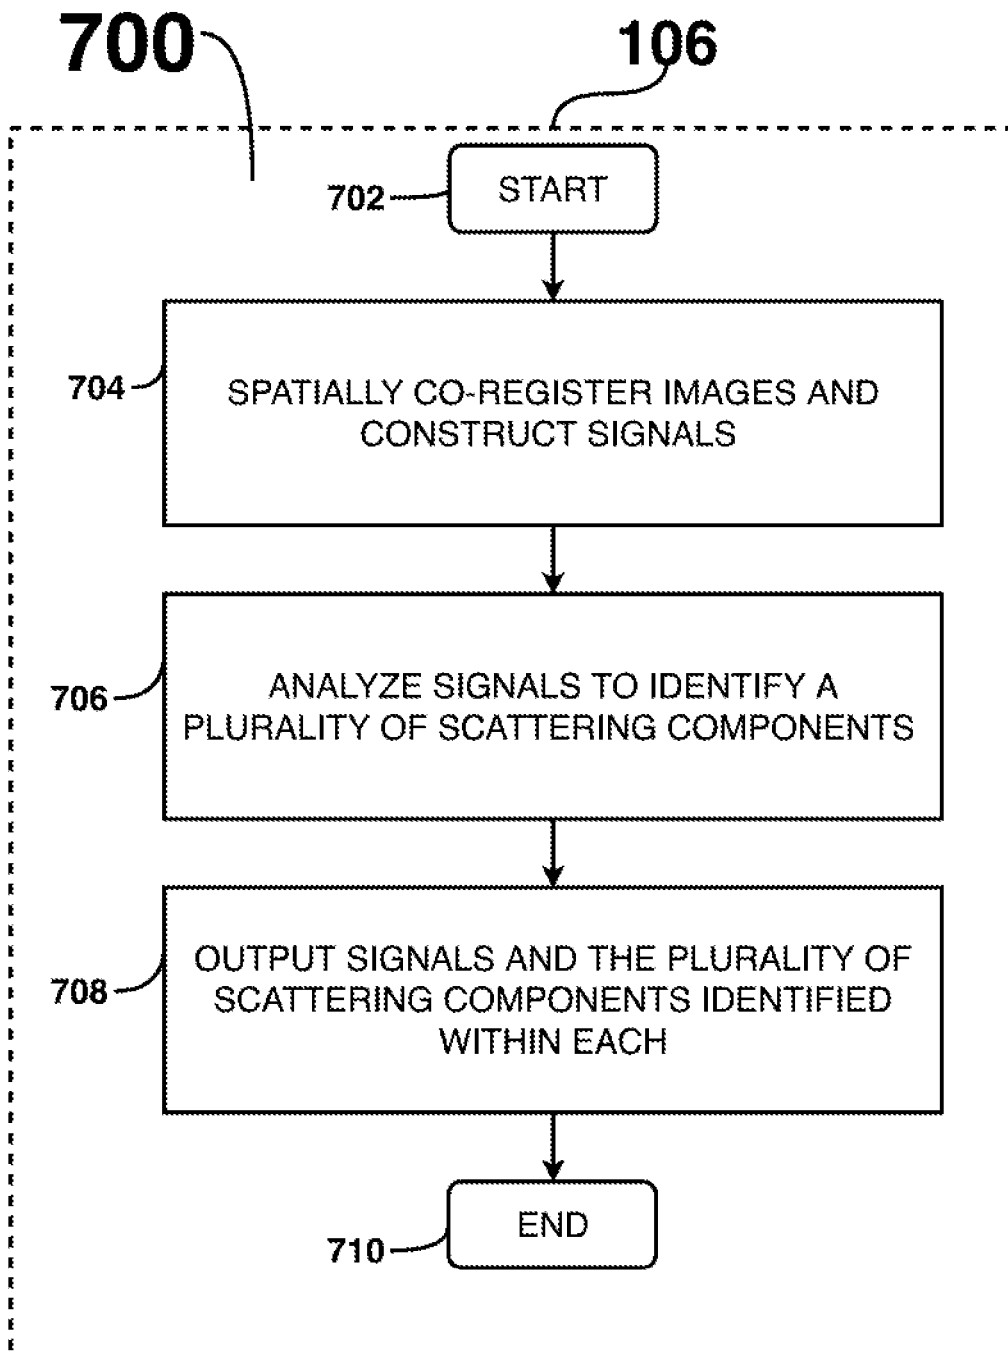 700
106
702
START
704
SPATIALLY CO-REGISTER IMAGES AND
CONSTRUCT SIGNALS
706
ANALYZE SIGNALS TO IDENTIFY A
PLURALITY OF SCATTERING COMPONENTS
708
OUTPUT SIGNALS AND THE PLURALITY OF
SCATTERING COMPONENTS IDENTIFIED
WITHIN EACH
710
END